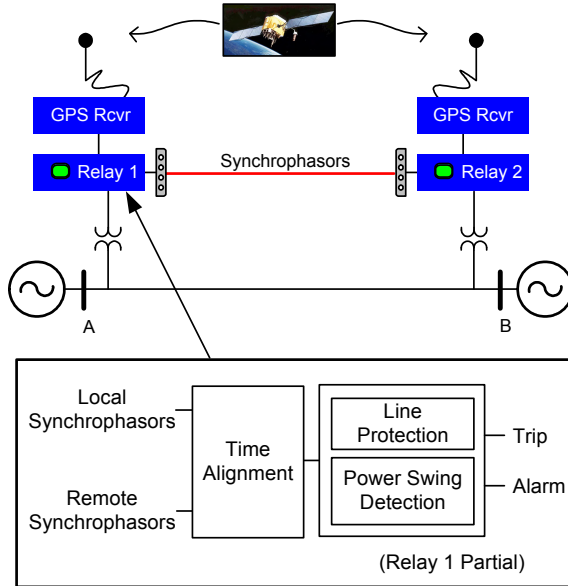 GPS Rcvr
GPS Rcvr
Relay 1
Synchrophasors
Relay 2
A
B
Local
Synchrophasors
Remote
Synchrophasors
Time
Alignment
Line
Protection
Power Swing
Detection
Trip
Alarm
(Relay 1 Partial)